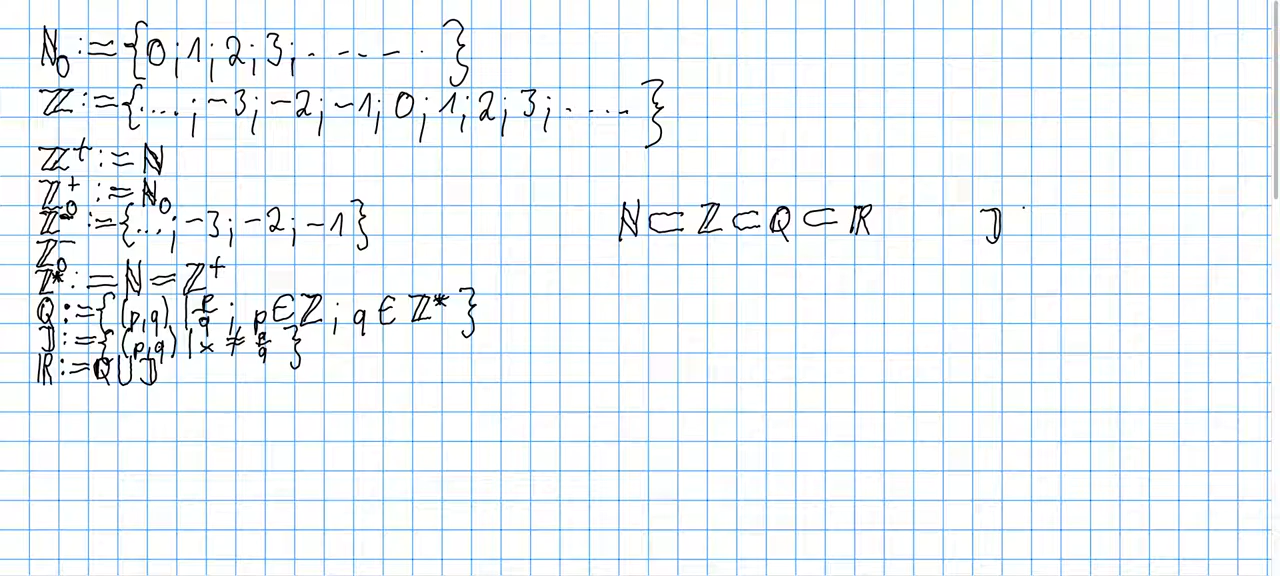 ℕ₀ := {0; 1; 2; 3; ----- · }
ℤ := {....; -3; -2; -1; 0; 1; 2; 3; ..... }
ℤ⁺ := ℕ
ℤ₀⁺ := ℕ₀
ℤ⁻ := {...; -3; -2; -1}
ℤ₀⁻
ℤ* := ℕ = ℤ⁺
ℚ := {(p,q) | p/q ; p ∈ ℤ ; q ∈ ℤ* }
𝕁 := {(p,q) | x ≠ p/q }
ℝ := ℚ ∪ 𝕁
ℕ ⊂ ℤ ⊂ ℚ ⊂ ℝ 𝕁